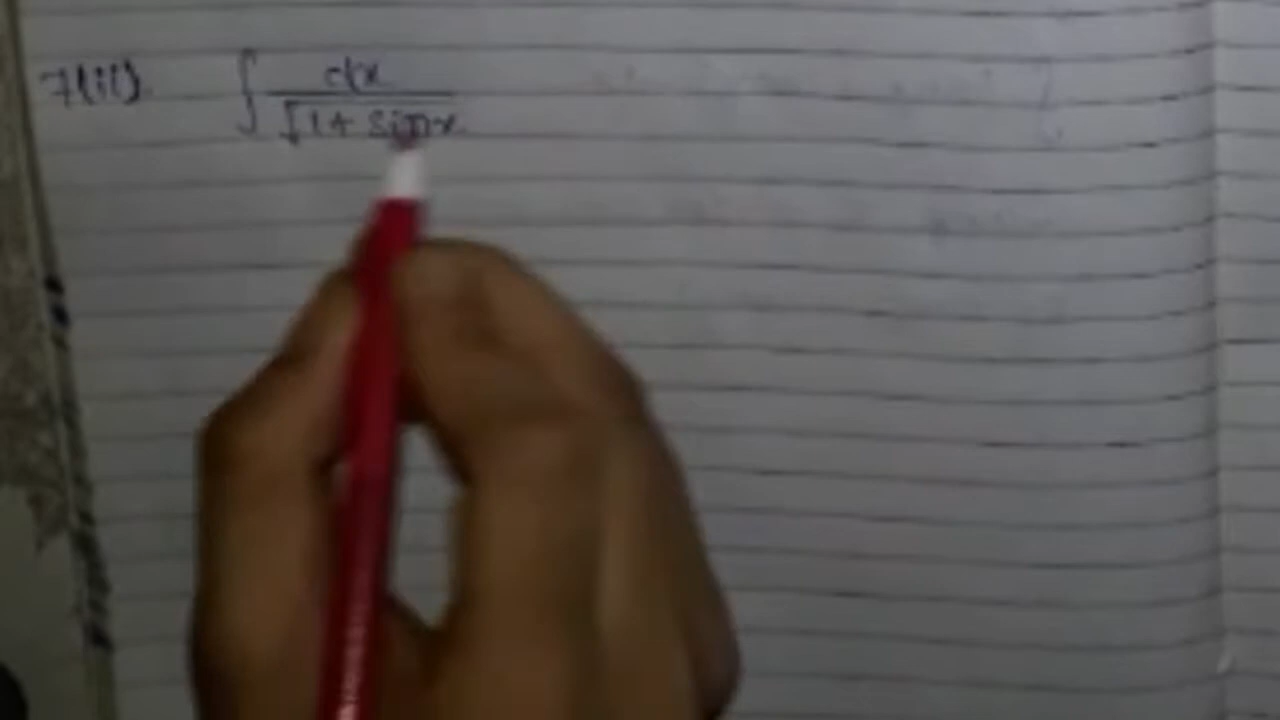 7(ii) ∫ dx / √1+sinx